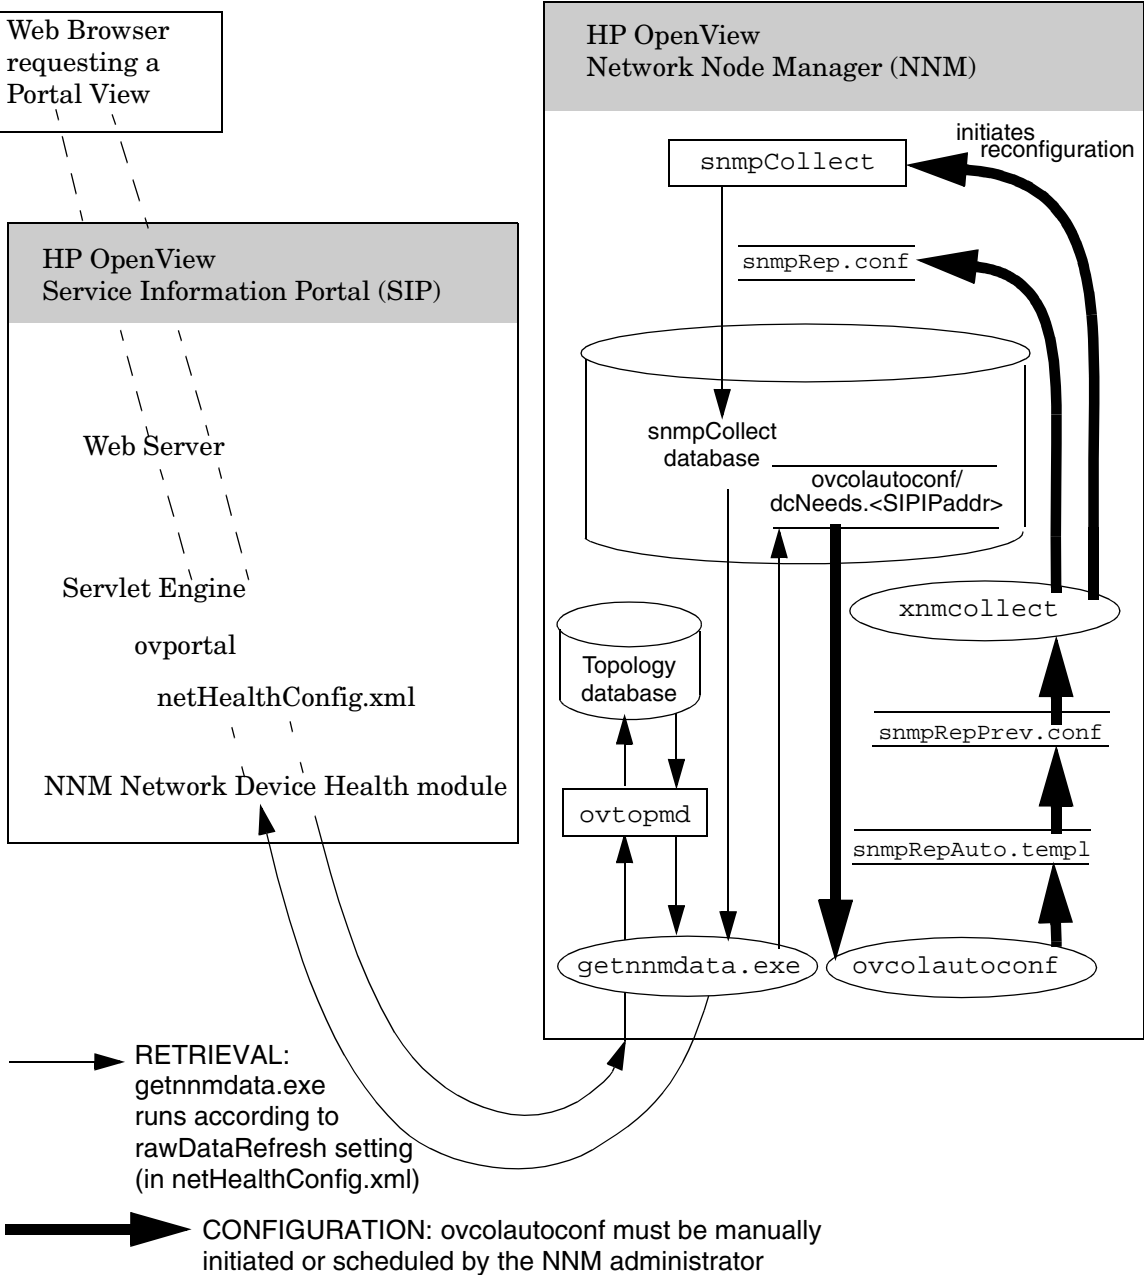 Web Browser
requesting a
Portal View
HP OpenView
Service Information Portal (SIP)
Web Server
Servlet Engine
ovportal
netHealthConfig.xml
NNM Network Device Health module
HP OpenView
Network Node Manager (NNM)
initiates
reconfiguration
snmpCollect
snmpRep.conf
snmpCollect
database
ovcolautoconf/
dcNeeds.<SIPIPaddr>
xnmcollect
Topology
database
snmpRepPrev.conf
ovtopmd
snmpRepAuto.templ
getnnmdata.exe
ovcolautoconf
RETRIEVAL:
getnnmdata.exe
runs according to
rawDataRefresh setting
(in netHealthConfig.xml)
CONFIGURATION: ovcolautoconf must be manually
initiated or scheduled by the NNM administrator